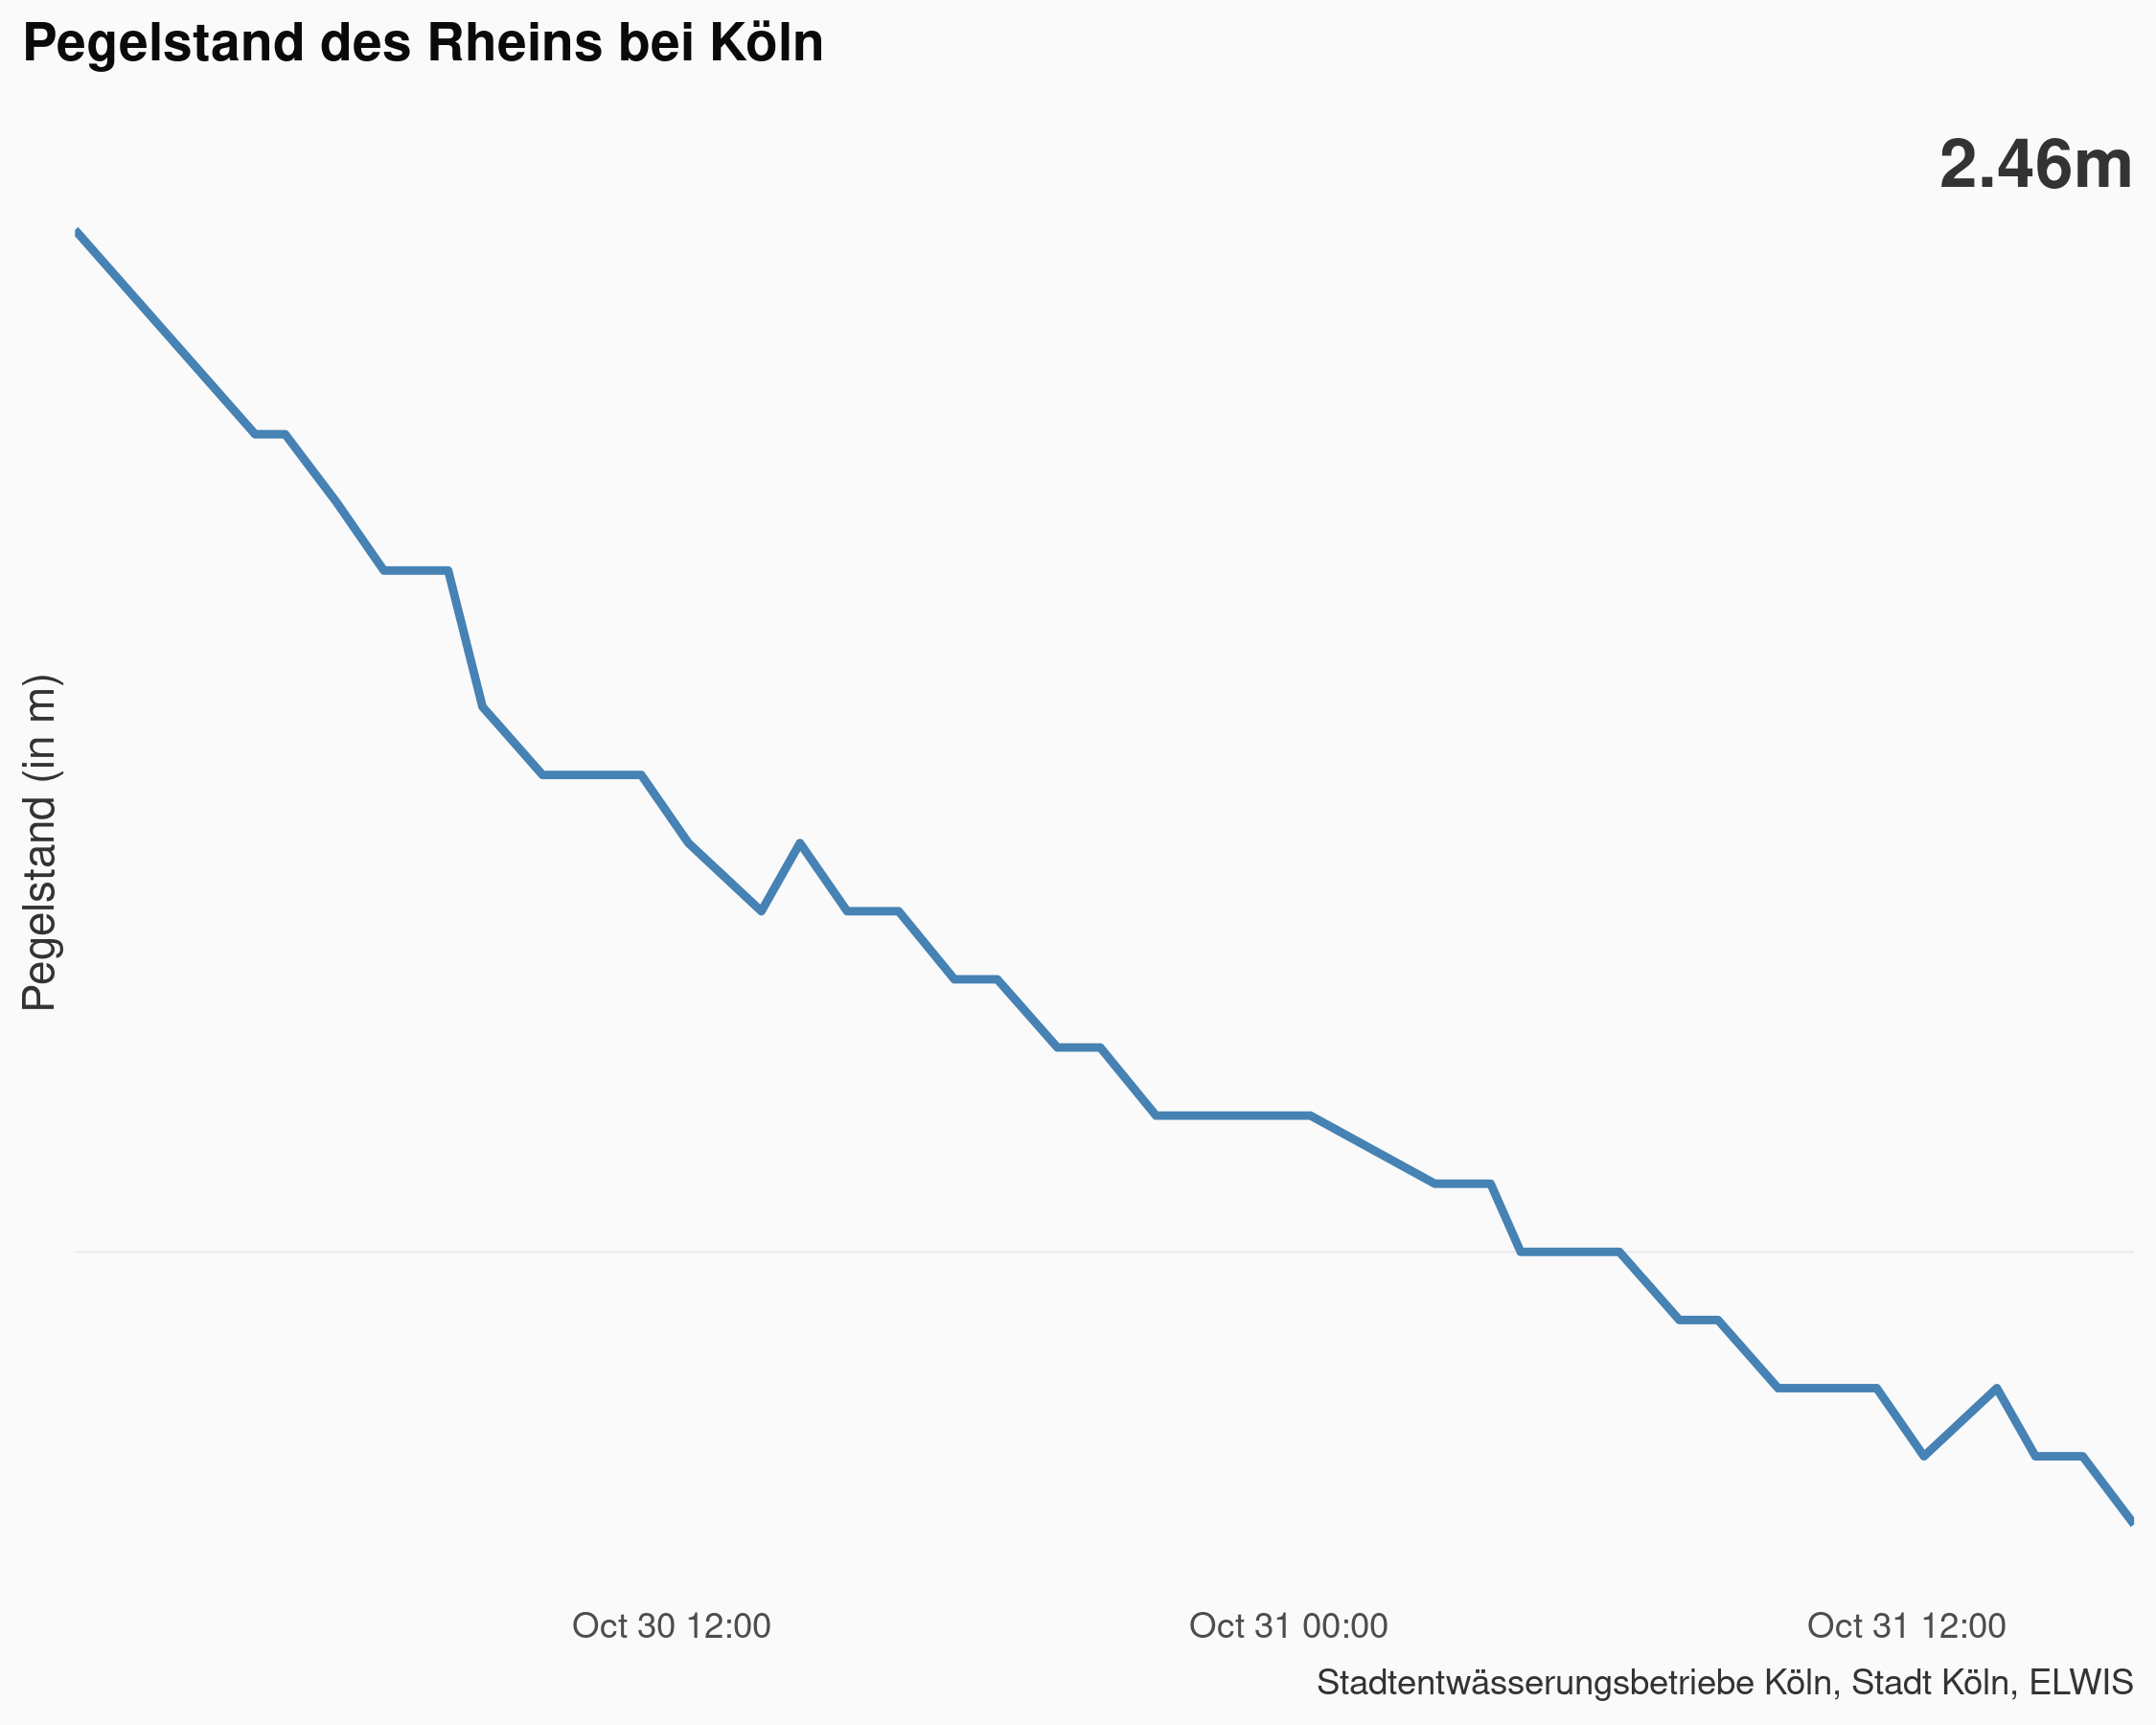 Pegelstand des Rheins bei Köln
2.46m
Pegelstand (in m)
Oct 30 12:00
Oct 31 00:00
Oct 31 12:00
Stadtentwässerungsbetriebe Köln, Stadt Köln, ELWIS